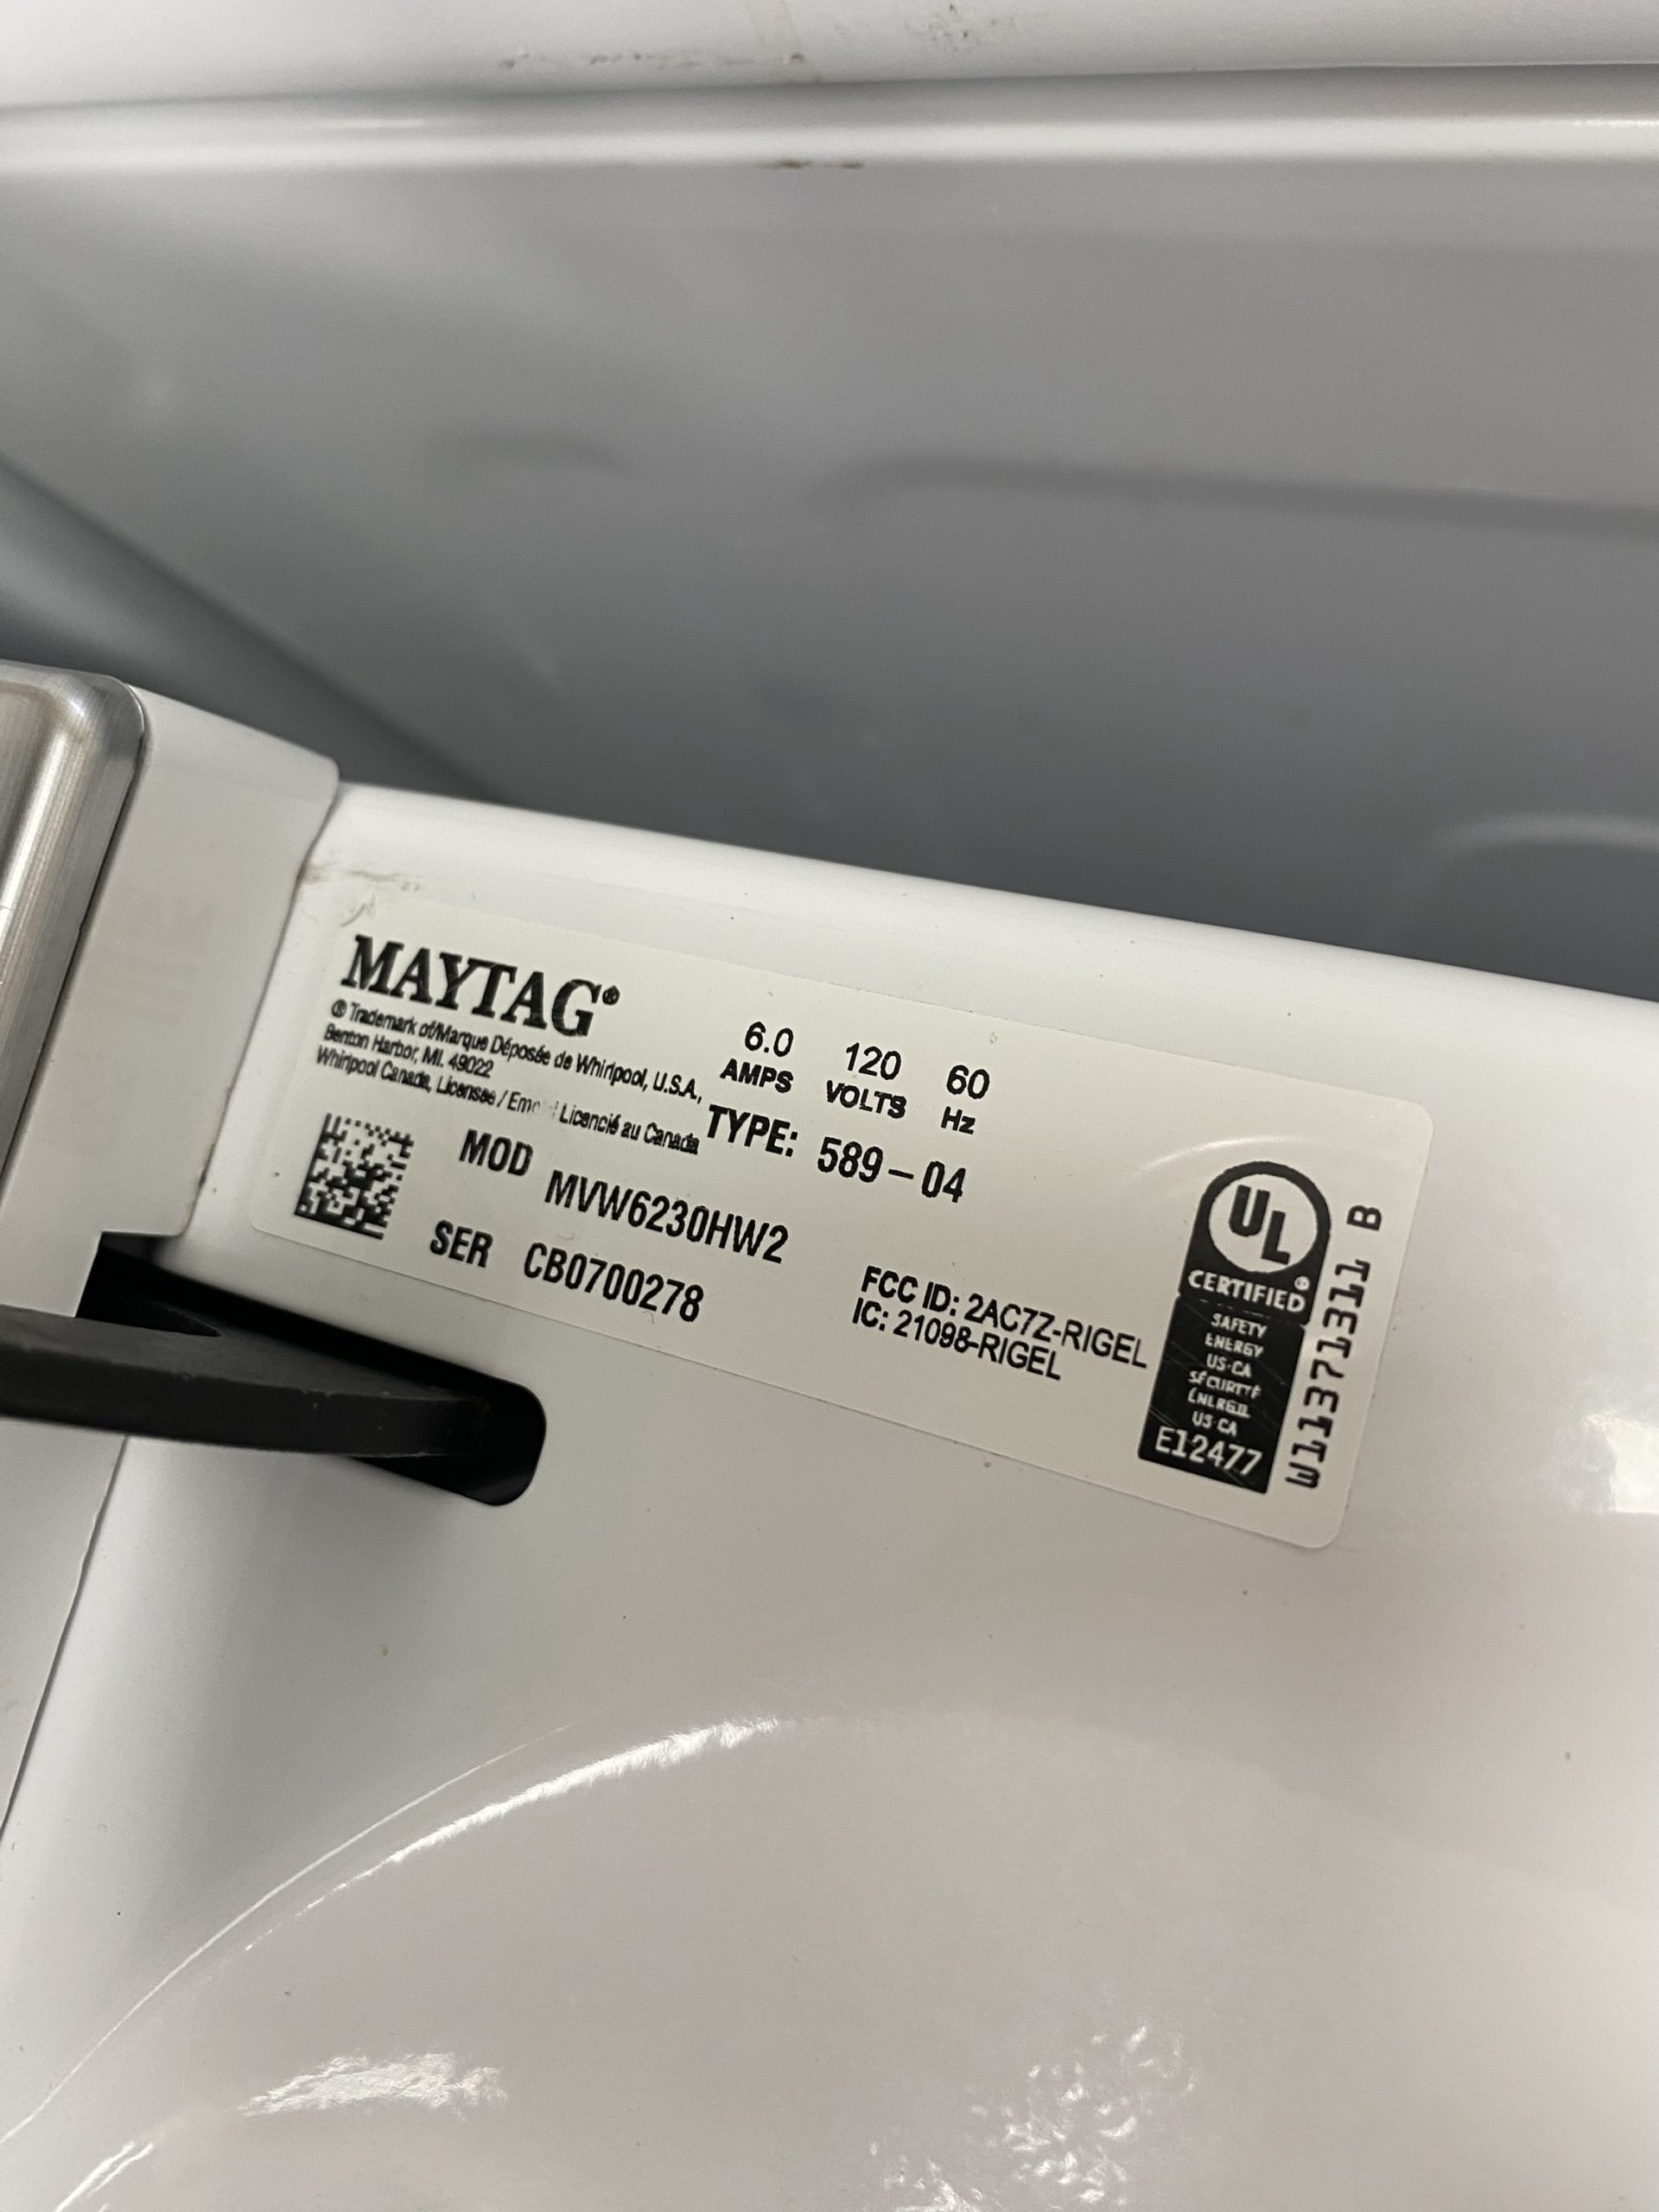 MAYTAG®
® Trademark of/Marque Déposée de Whirlpool, U.S.A.,
Benton Harbor, MI. 49022
Whirlpool Canada, Licensee / Licencié au Canada
6.0 120 60
AMPS VOLTS Hz
TYPE: 589-04
MOD MVW6230HW2
SER CB0700278
FCC ID: 2AC7Z-RIGEL
IC: 21098-RIGEL
UL
CERTIFIED®
SAFETY
ENERGY
US-CA
SÉCURITÉ
US-CA
E12477
W11371311 B